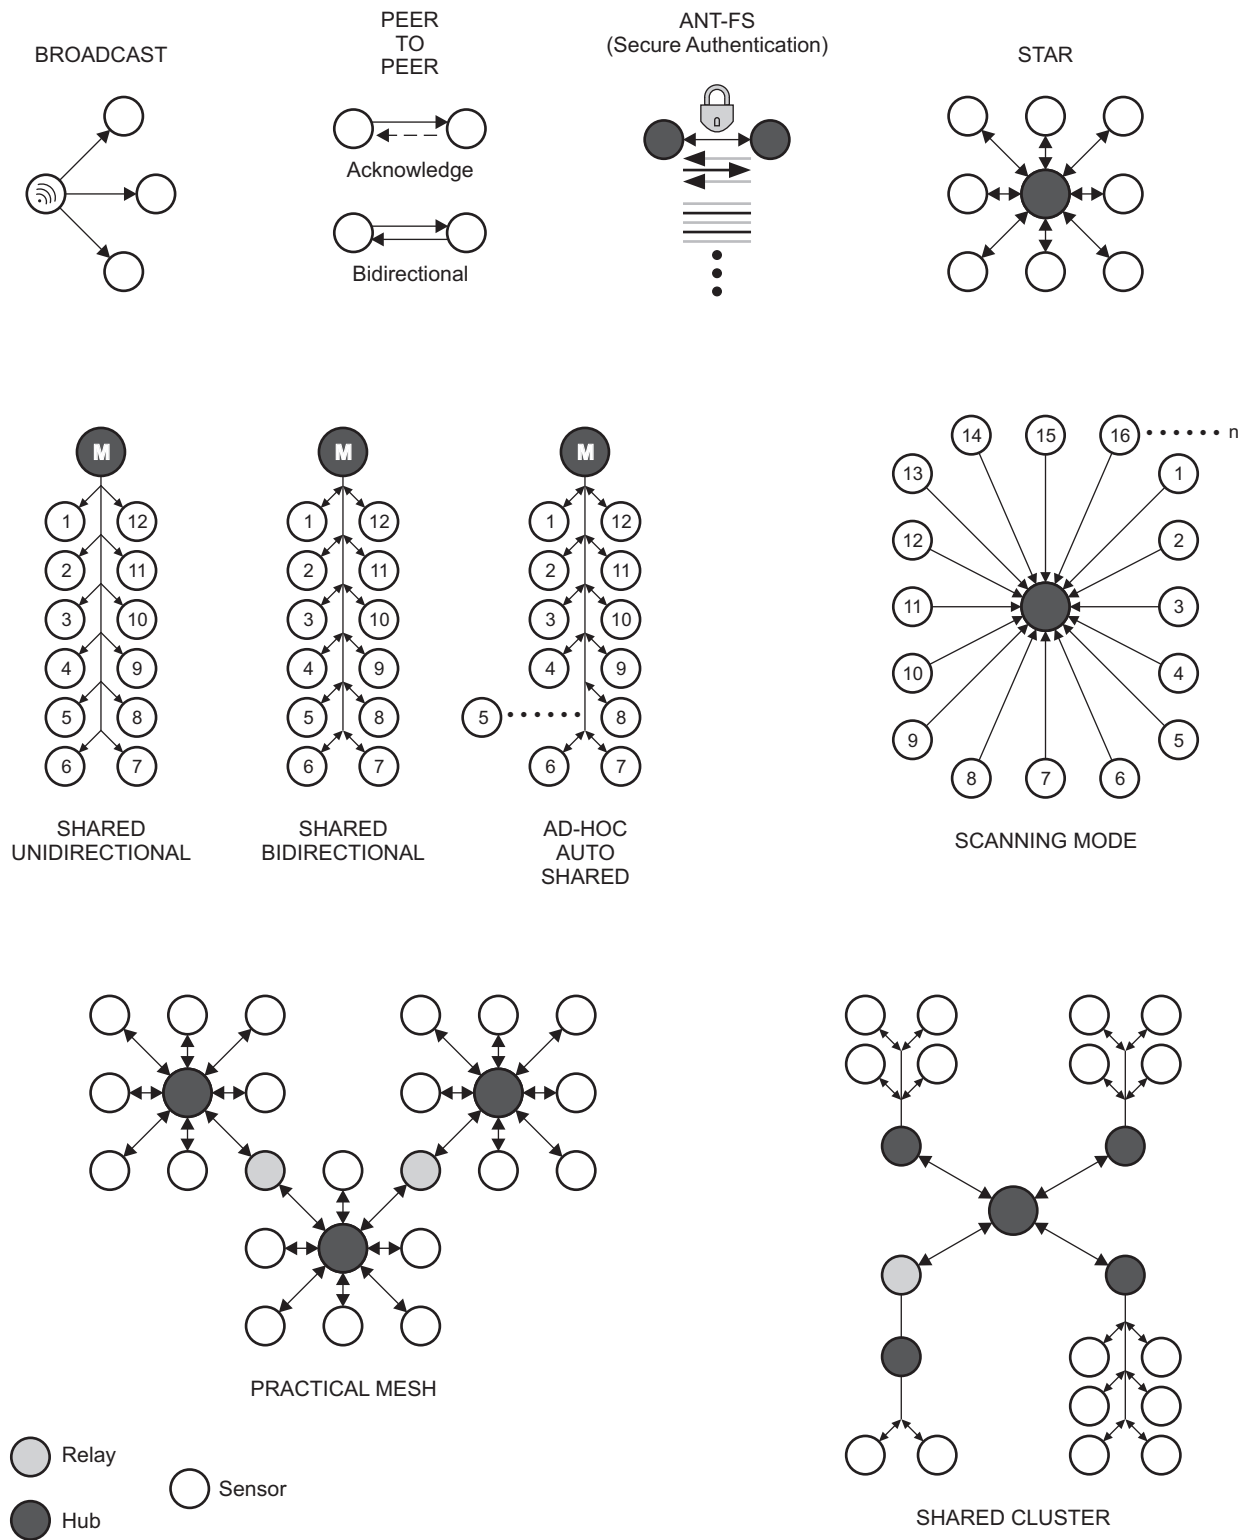 BROADCAST
PEER
TO
PEER
Acknowledge
Bidirectional
ANT-FS
(Secure Authentication)
STAR
M
1 12
2 11
3 10
4 9
5 8
6 7
SHARED
UNIDIRECTIONAL
M
1 12
2 11
3 10
4 9
5 8
6 7
SHARED
BIDIRECTIONAL
M
1 12
2 11
3 10
4 9
5 8
6 7
AD-HOC
AUTO
SHARED
14 15 16 n
13 1
12 2
11 3
10 4
9 5
8 7 6
SCANNING MODE
PRACTICAL MESH
Relay
Sensor
Hub
SHARED CLUSTER